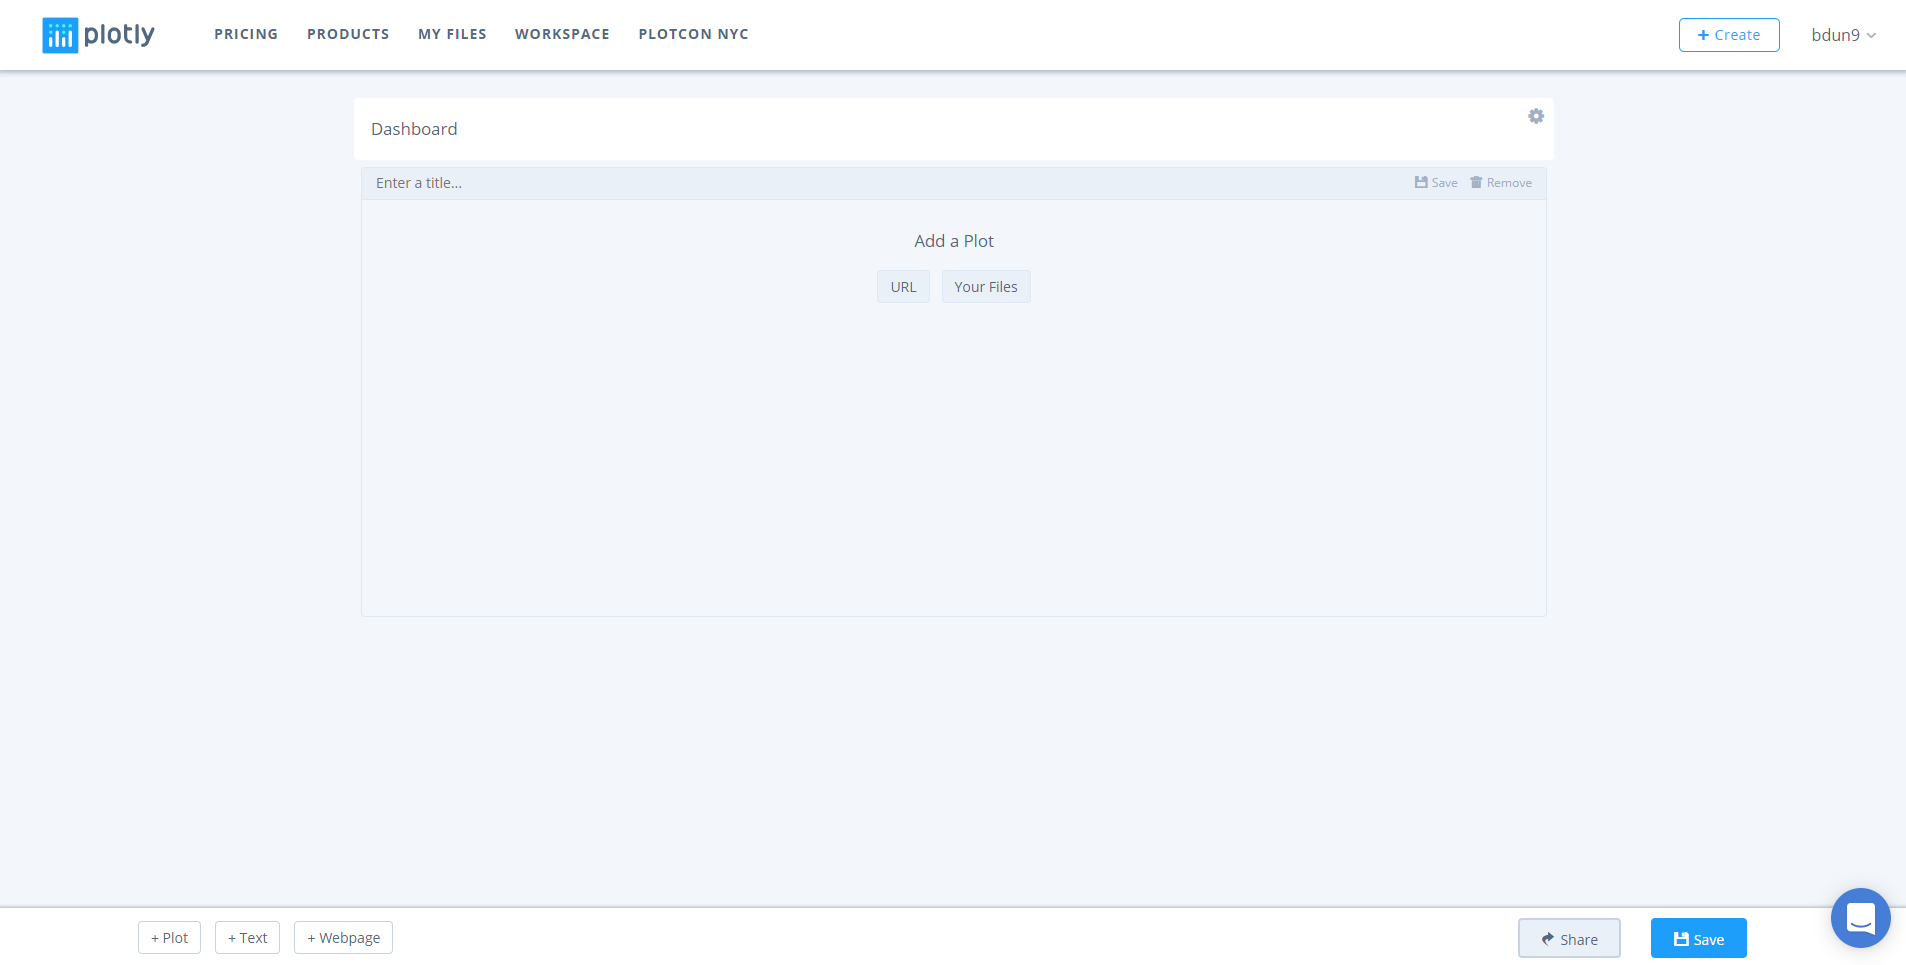 plotly PRICING PRODUCTS MY FILES WORKSPACE PLOTCON NYC + Create bdun9
Dashboard
Enter a title... Save Remove
Add a Plot
URL Your Files
+ Plot + Text + Webpage Share Save